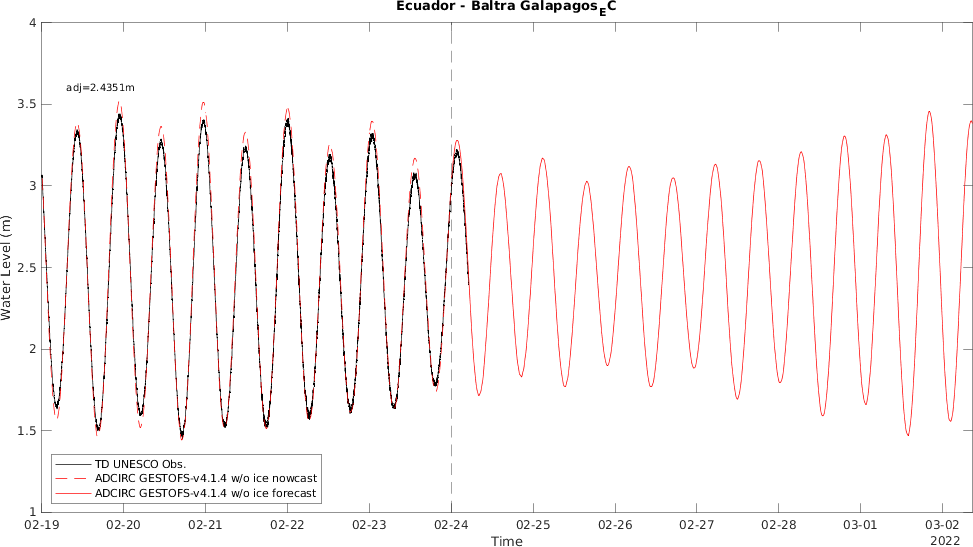 Ecuador - Baltra Galapagos_EC
4
3.5
3
2.5
2
1.5
1
Water Level (m)
adj=2.4351m
TD UNESCO Obs.
ADCIRC GESTOFS-v4.1.4 w/o ice nowcast
ADCIRC GESTOFS-v4.1.4 w/o ice forecast
02-19 02-20 02-21 02-22 02-23 02-24 02-25 02-26 02-27 02-28 03-01 03-02
Time
2022